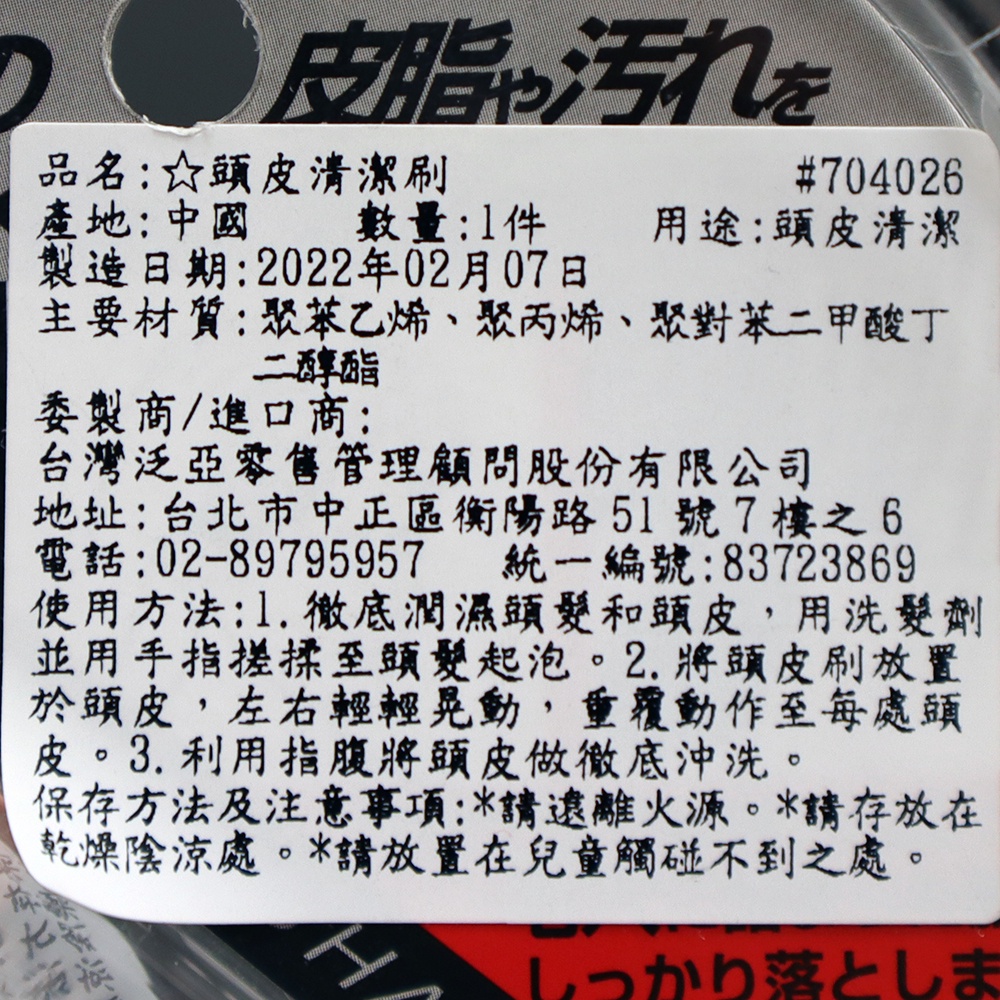 の
皮脂や汚れを
品名:☆頭皮清潔刷 #704026
產地:中國 數量:1件 用途:頭皮清潔
製造日期:2022年02月07日
主要材質:聚苯乙烯、聚丙烯、聚對苯二甲酸丁
二醇酯
委製商/進口商:
台灣泛亞零售管理顧問股份有限公司
地址:台北市中正區衡陽路51號7樓之6
電話:02-89795957 統一編號:83723869
使用方法:1.徹底潤濕頭髮和頭皮，用洗髮劑
並用手指搓揉至頭髮起泡。2.將頭皮刷放置
於頭皮，左右輕輕晃動，重覆動作至每處頭
皮。3.利用指腹將頭皮做徹底沖洗。
保存方法及注意事項:*請遠離火源。*請存放在
乾燥陰涼處。*請放置在兒童觸碰不到之處。
しっかり落としま